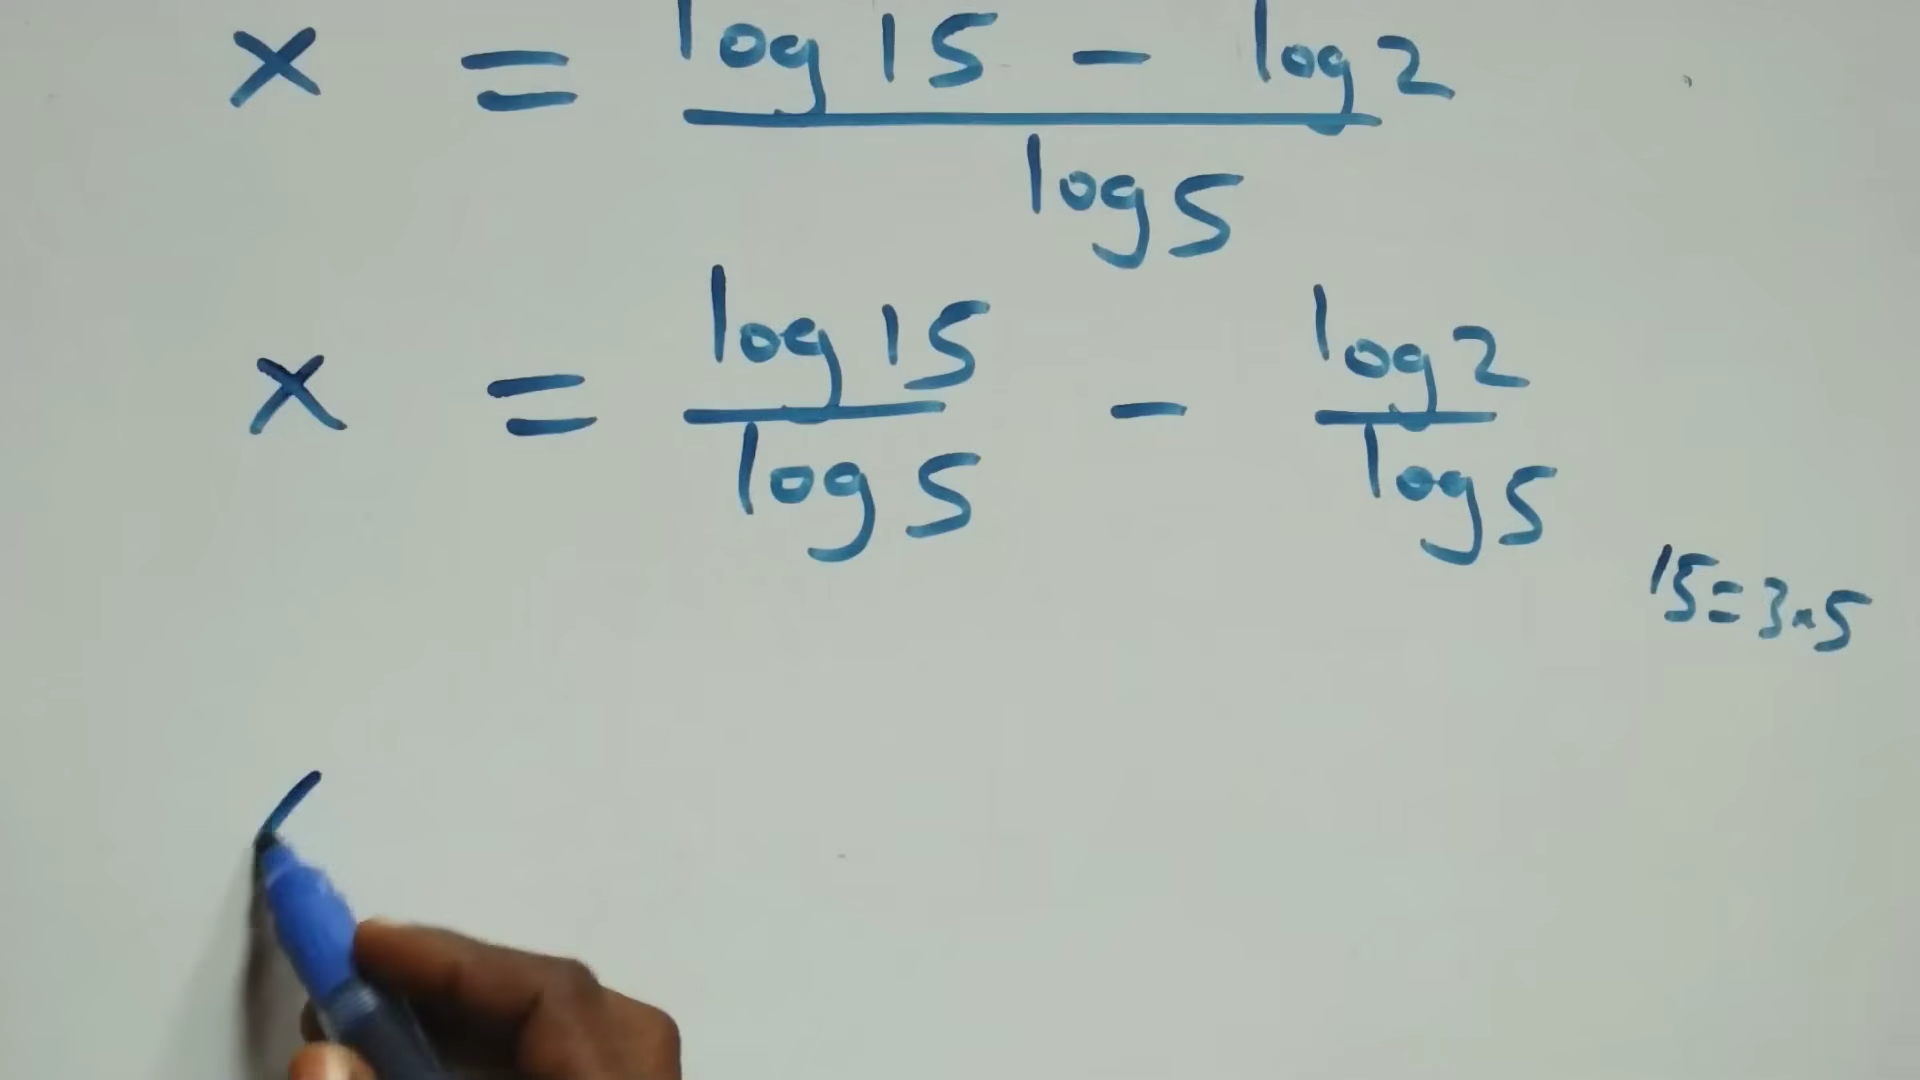 x = log 15 - log 2
log 5
x = log 15 - log 2
log 5 log 5
15 = 3 × 5